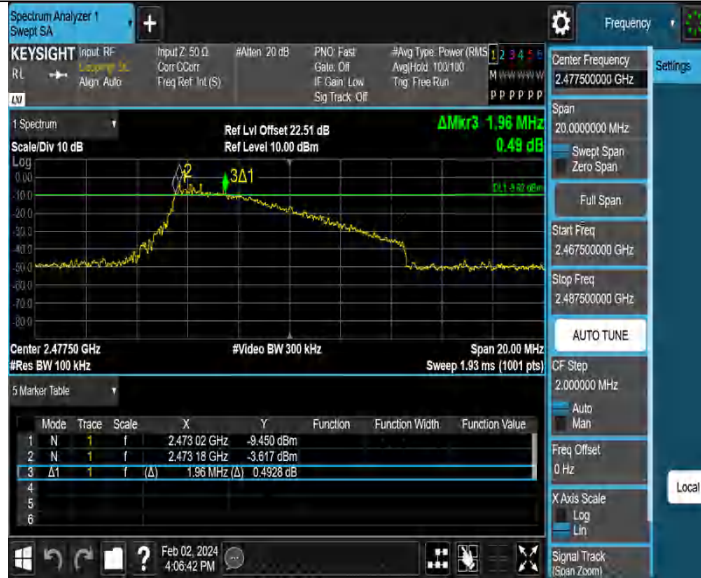 Spectrum Analyzer 1
Swept SA
+
Frequency
KEYSIGHT Input: RF Input Z: 50 Ω #Atten: 20 dB PNO: Fast #Avg Type: Power (RMS 1 2 3 4 5 6
RL Align: Auto Corr CCorr Gate: Off Avg|Hold: 100/100 M W W W W W
Freq Ref: Int (S) IF Gain: Low Trig: Free Run P P P P P P
Sig Track: Off
LXI
1 Spectrum
Scale/Div 10 dB
Ref Lvl Offset 22.51 dB
Ref Level 10.00 dBm
ΔMkr3 1.96 MHz
0.49 dB
Log
0.00
-10.0
-20.0
-30.0
-40.0
-50.0
-60.0
-70.0
-80.0
2
3Δ1
Center 2.47750 GHz #Video BW 300 kHz Span 20.00 MHz
#Res BW 100 kHz Sweep 1.93 ms (1001 pts)
5 Marker Table
Mode Trace Scale X Y Function Function Width Function Value
1 N 1 f 2.473 02 GHz -9.450 dBm
2 N 1 f 2.473 18 GHz -3.617 dBm
3 Δ1 1 f (Δ) 1.96 MHz (Δ) 0.4928 dB
4
5
6
Feb 02, 2024
4:06:42 PM
?
Center Frequency
2.477500000 GHz
Settings
Span
20.0000000 MHz
Swept Span
Zero Span
Full Span
Start Freq
2.467500000 GHz
Stop Freq
2.487500000 GHz
AUTO TUNE
CF Step
2.000000 MHz
Auto
Man
Freq Offset
0 Hz
Local
X Axis Scale
Log
Lin
Signal Track
(Span Zoom)